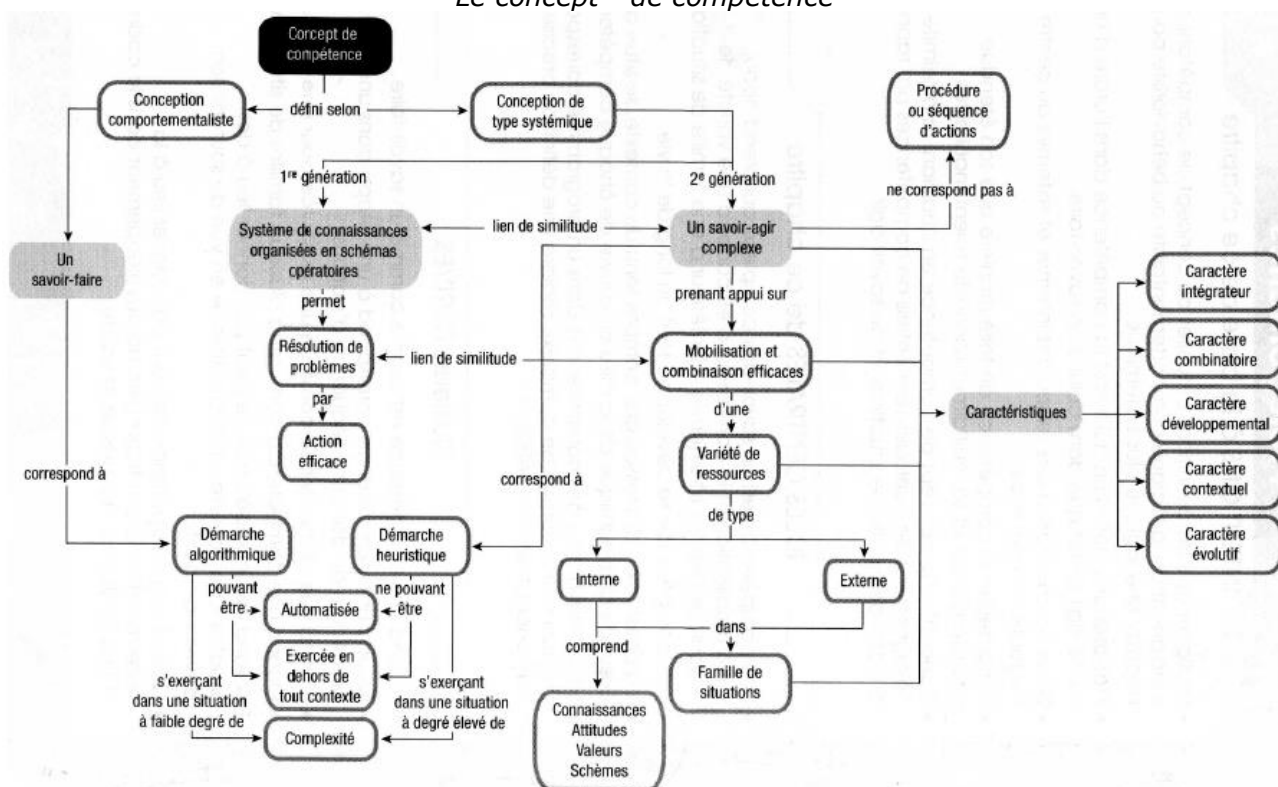 Le concept de compétence
Corcept de
compétence
Conception
comportementaliste
défini selon
Conception de
type systémique
Procédure
ou séquence
d'actions
1re génération
2e génération
ne correspond pas à
Un
savoir-faire
Système de connaissances
organisées en schémas
opératoires
lien de similitude
Un savoir-agir
complexe
permet
prenant appui sur
Résolution de
problèmes
lien de similitude
Mobilisation et
combinaison efficaces
par
d'une
Action
efficace
Variété de
ressources
correspond à
correspond à
de type
Caractéristiques
Caractère
intégrateur
Caractère
combinatoire
Caractère
développemental
Caractère
contextuel
Caractère
évolutif
Démarche
algorithmique
Démarche
heuristique
Interne
Externe
pouvant
être
ne pouvant
être
Automatisée
dans
comprend
Exercée en
dehors de
tout contexte
Famille de
situations
s'exerçant
dans une situation
à faible degré de
s'exerçant
dans une situation
à degré élevé de
Complexité
Connaissances
Attitudes
Valeurs
Schèmes